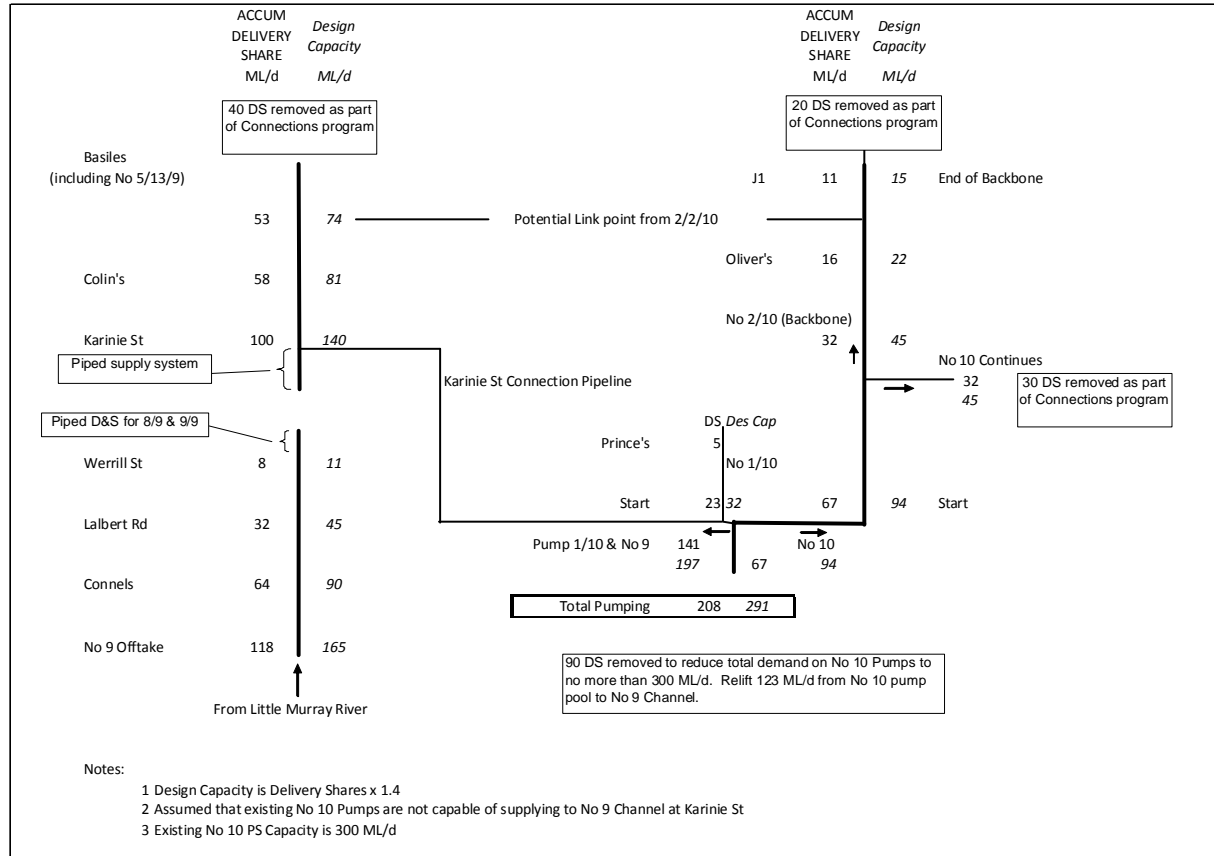 ACCUM
DELIVERY
SHARE
ML/d
Design
Capacity
ML/d
ACCUM
DELIVERY
SHARE
ML/d
Design
Capacity
ML/d
40 DS removed as part
of Connections program
20 DS removed as part
of Connections program
Basiles
(including No 5/13/9)
J1 11 15 End of Backbone
53 74 Potential Link point from 2/2/10
Oliver's 16 22
Colin's 58 81
No 2/10 (Backbone)
32 45
Karinie St 100 140
Piped supply system
No 10 Continues
32
45
30 DS removed as part
of Connections program
Karinie St Connection Pipeline
Piped D&S for 8/9 & 9/9
DS Des Cap
Prince's 5
No 1/10
Werrill St 8 11
Start 23 32 67 94 Start
Lalbert Rd 32 45
Pump 1/10 & No 9 141 No 10
197 67 94
Connels 64 90
Total Pumping 208 291
No 9 Offtake 118 165
90 DS removed to reduce total demand on No 10 Pumps to
no more than 300 ML/d. Relift 123 ML/d from No 10 pump
pool to No 9 Channel.
From Little Murray River
Notes:
1 Design Capacity is Delivery Shares x 1.4
2 Assumed that existing No 10 Pumps are not capable of supplying to No 9 Channel at Karinie St
3 Existing No 10 PS Capacity is 300 ML/d